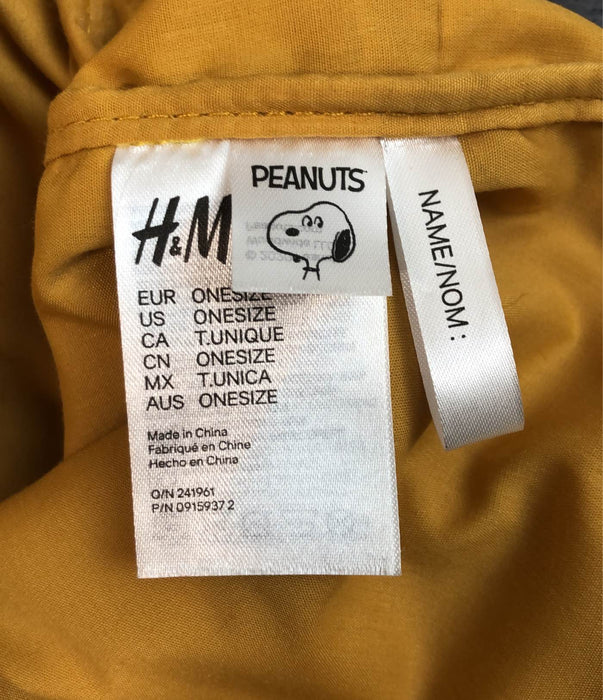 H&M
PEANUTS™
NAME/NOM :
EUR ONESIZE
US ONESIZE
CA T.UNIQUE
CN ONESIZE
MX T.UNICA
AUS ONESIZE
Made in China
Fabriqué en Chine
Hecho en China
O/N 241961
P/N 0915937 2